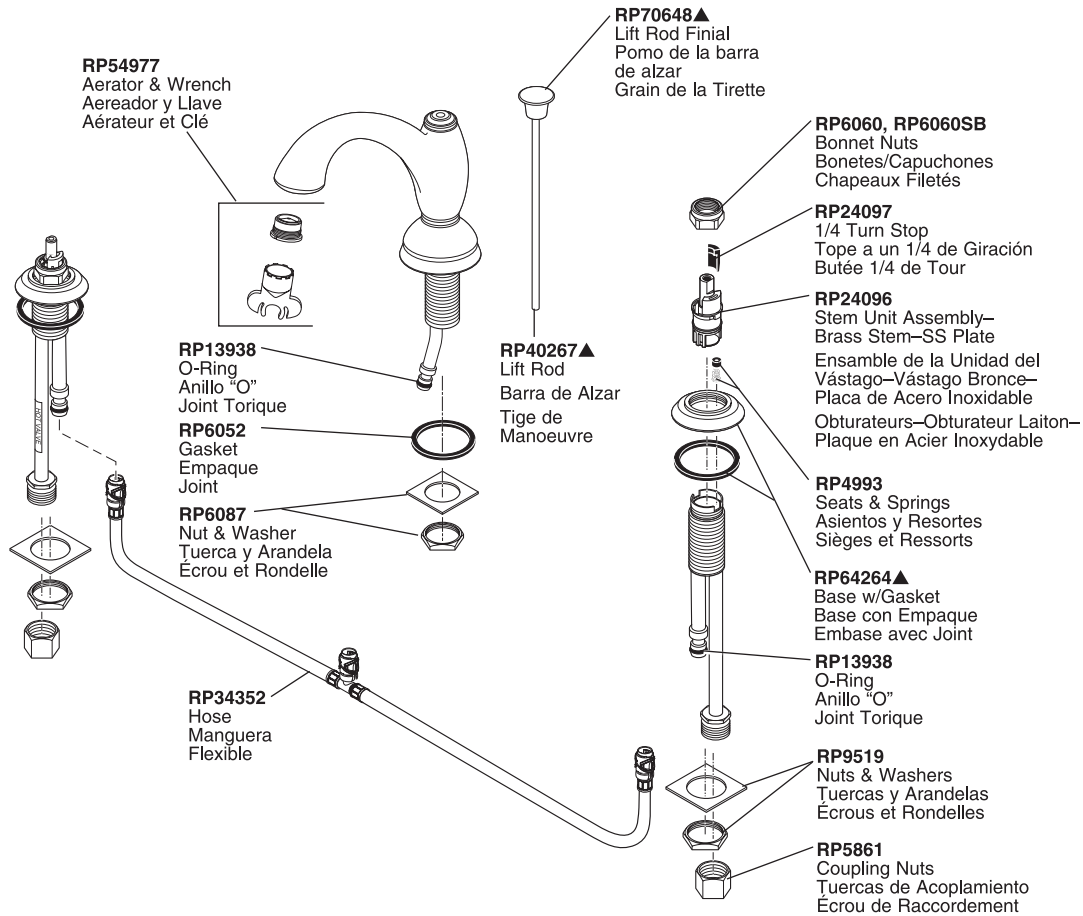 RP70648▲
Lift Rod Finial
Pomo de la barra
de alzar
Grain de la Tirette
RP54977
Aerator & Wrench
Aereador y Llave
Aérateur et Clé
RP6060, RP6060SB
Bonnet Nuts
Bonetes/Capuchones
Chapeaux Filetés
RP24097
1/4 Turn Stop
Tope a un 1/4 de Giración
Butée 1/4 de Tour
RP24096
Stem Unit Assembly–
Brass Stem–SS Plate
Ensamble de la Unidad del
Vástago–Vástago Bronce–
Placa de Acero Inoxidable
Obturateurs–Obturateur Laiton–
Plaque en Acier Inoxydable
RP13938
O-Ring
Anillo “O”
Joint Torique
RP40267▲
Lift Rod
Barra de Alzar
Tige de
Manoeuvre
HOT VALVE
RP6052
Gasket
Empaque
Joint
RP6087
Nut & Washer
Tuerca y Arandela
Écrou et Rondelle
RP4993
Seats & Springs
Asientos y Resortes
Sièges et Ressorts
RP64264▲
Base w/Gasket
Base con Empaque
Embase avec Joint
RP13938
O-Ring
Anillo “O”
Joint Torique
RP34352
Hose
Manguera
Flexible
RP9519
Nuts & Washers
Tuercas y Arandelas
Écrous et Rondelles
RP5861
Coupling Nuts
Tuercas de Acoplamiento
Écrou de Raccordement